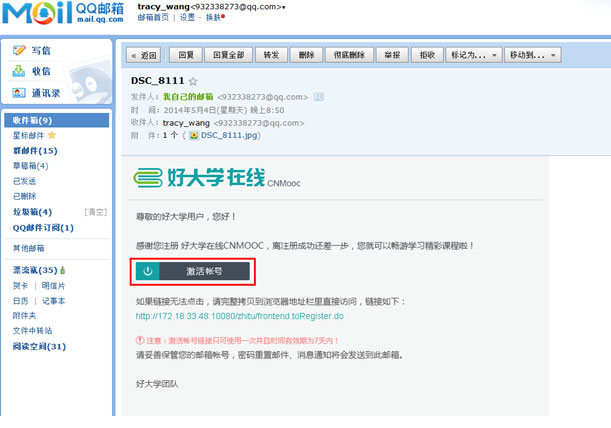 MAIL QQ邮箱
mail.qq.com
tracy_wang<932338273@qq.com>
邮箱首页 | 设置 - 换肤
写信
收信
通讯录
收件箱(9)
星标邮件
群邮件(15)
草稿箱(4)
已发送
已删除
垃圾箱(4) [清空]
QQ邮件订阅(1)
其他邮箱
漂流瓶(35)
贺卡 | 明信片
日历 | 记事本
附件夹
文件中转站
阅读空间(31)
« 返回 回复 回复全部 转发 删除 彻底删除 举报 拒收 标记为... 移动到...
DSC_8111
发件人：我自己的邮箱 <932338273@qq.com>
时 间：2014年5月4日(星期天) 晚上8:50
收件人：tracy_wang <932338273@qq.com>
附 件：1 个 ( DSC_8111.jpg)
好大学在线 CNMooc
尊敬的好大学用户，您好！
感谢您注册 好大学在线CNMOOC，离注册成功还差一步，您就可以畅游学习精彩课程啦！
激活帐号
如果链接无法点击，请完整拷贝到浏览器地址栏里直接访问，链接如下：
http://172.18.33.48:10080/zhitu/frontend toRegister.do
注意：激活帐号链接只可使用一次并且时间有效期为7天内！
请妥善保管您的邮箱帐号，密码重置邮件、消息通知将会发送到此邮箱。
好大学团队